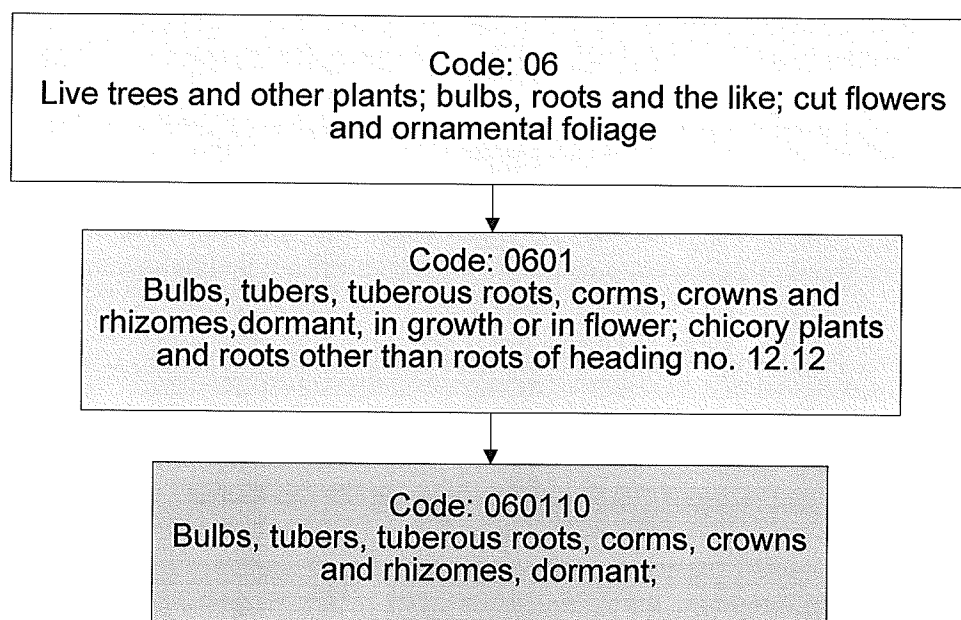 Code: 06
Live trees and other plants; bulbs, roots and the like; cut flowers
and ornamental foliage
Code: 0601
Bulbs, tubers, tuberous roots, corms, crowns and
rhizomes,dormant, in growth or in flower; chicory plants
and roots other than roots of heading no. 12.12
Code: 060110
Bulbs, tubers, tuberous roots, corms, crowns
and rhizomes, dormant;